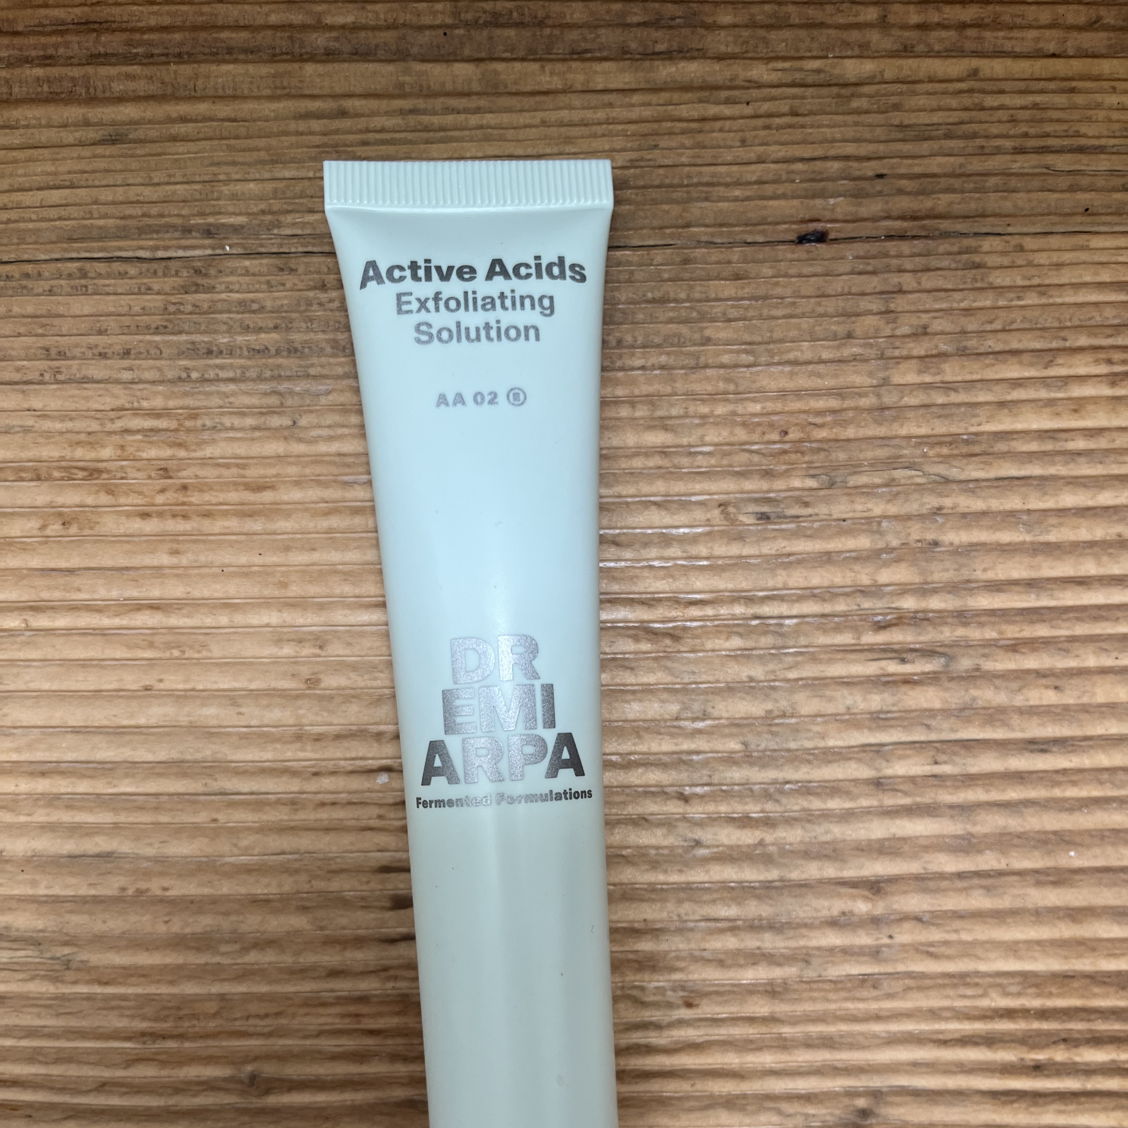 Active Acids
Exfoliating
Solution
AA 02
DR
EMI
ARPA
Fermented Formulations